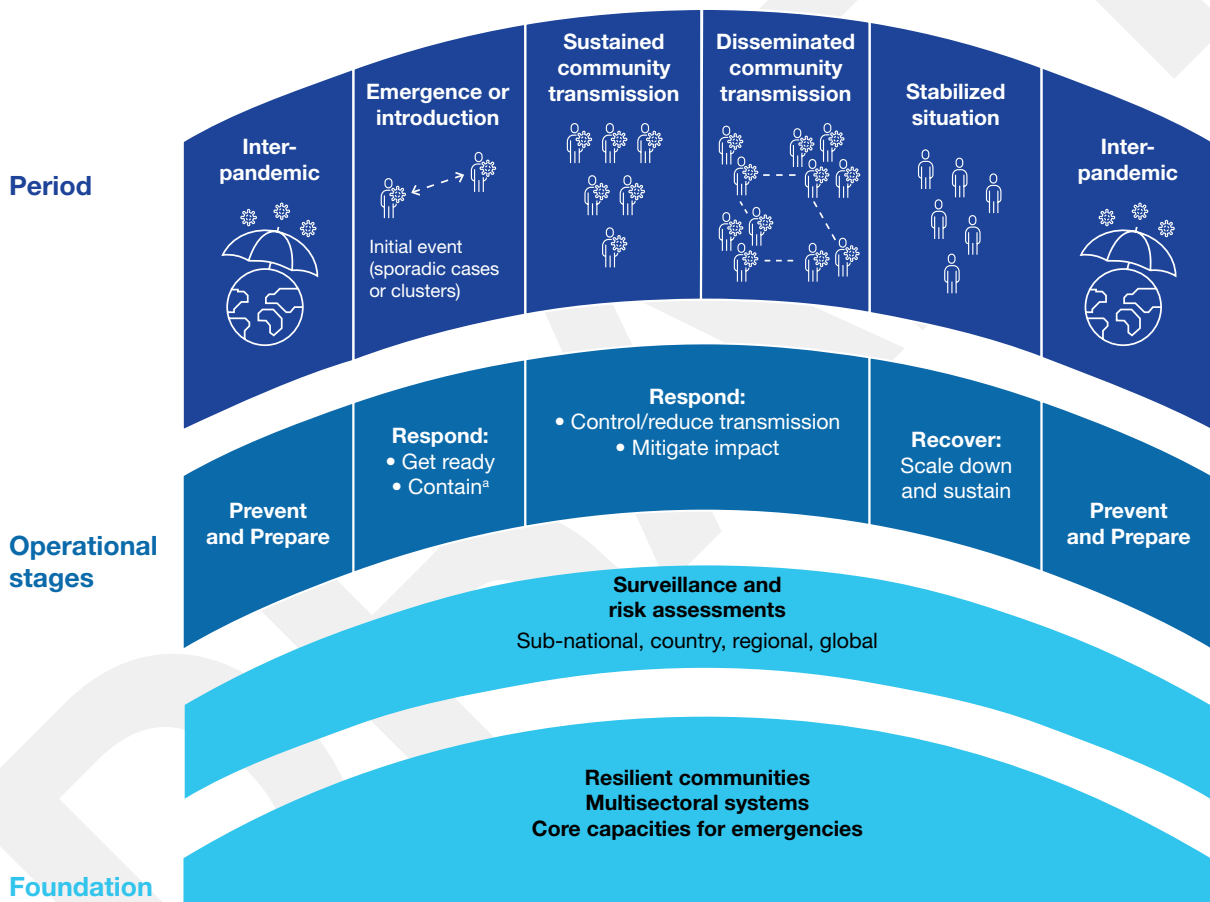 Period
Inter-
pandemic
Emergence or
introduction
Initial event
(sporadic cases
or clusters)
Sustained
community
transmission
Disseminated
community
transmission
Stabilized
situation
Inter-
pandemic
Operational
stages
Prevent
and Prepare
Respond:
• Get ready
• Containᵃ
Respond:
• Control/reduce transmission
• Mitigate impact
Recover:
Scale down
and sustain
Prevent
and Prepare
Surveillance and
risk assessments
Sub-national, country, regional, global
Foundation
Resilient communities
Multisectoral systems
Core capacities for emergencies